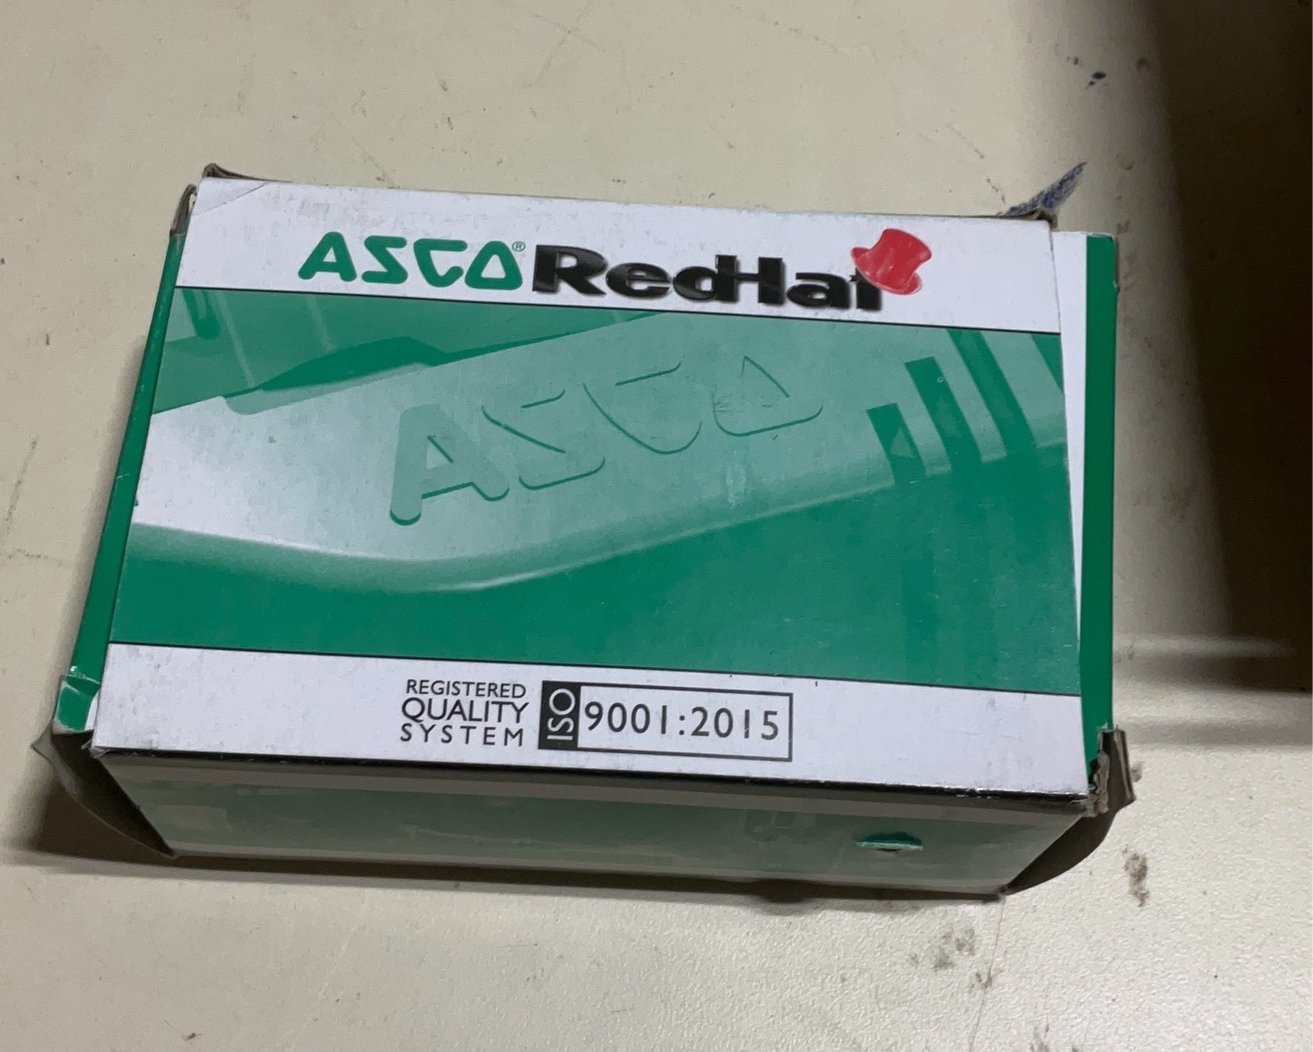 ASCO® RedHat
ASCO
REGISTERED
QUALITY
SYSTEM
ISO 9001:2015